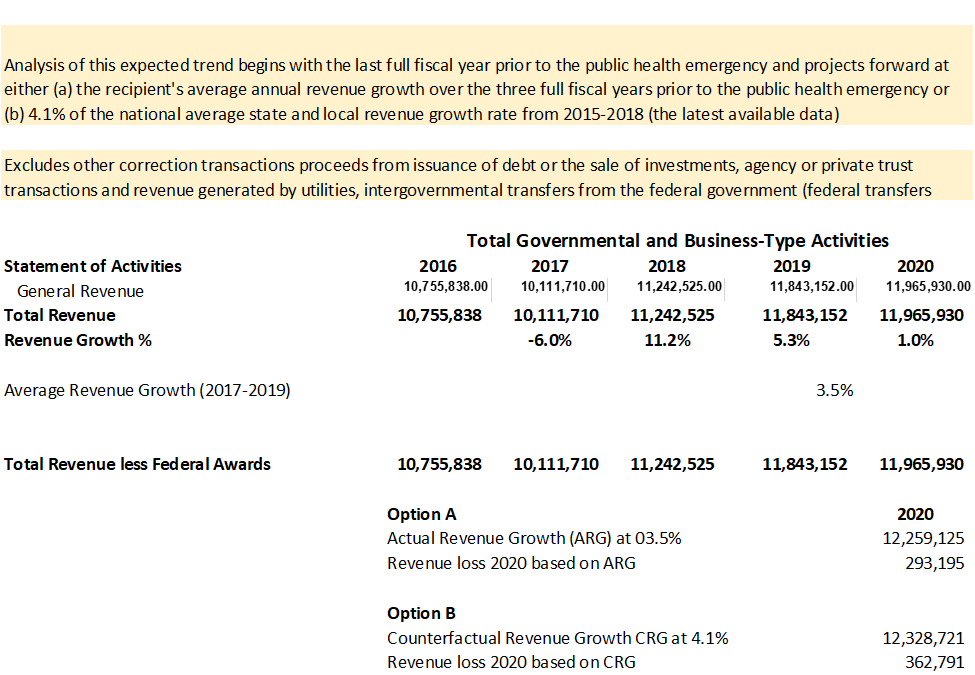 Analysis of this expected trend begins with the last full fiscal year prior to the public health emergency and projects forward at
either (a) the recipient's average annual revenue growth over the three full fiscal years prior to the public health emergency or
(b) 4.1% of the national average state and local revenue growth rate from 2015-2018 (the latest available data)
Excludes other correction transactions proceeds from issuance of debt or the sale of investments, agency or private trust
transactions and revenue generated by utilities, intergovernmental transfers from the federal government (federal transfers
Total Governmental and Business-Type Activities
Statement of Activities 2016 2017 2018 2019 2020
General Revenue 10,755,838.00 10,111,710.00 11,242,525.00 11,843,152.00 11,965,930.00
Total Revenue 10,755,838 10,111,710 11,242,525 11,843,152 11,965,930
Revenue Growth % -6.0% 11.2% 5.3% 1.0%
Average Revenue Growth (2017-2019) 3.5%
Total Revenue less Federal Awards 10,755,838 10,111,710 11,242,525 11,843,152 11,965,930
Option A 2020
Actual Revenue Growth (ARG) at 03.5% 12,259,125
Revenue loss 2020 based on ARG 293,195
Option B
Counterfactual Revenue Growth CRG at 4.1% 12,328,721
Revenue loss 2020 based on CRG 362,791